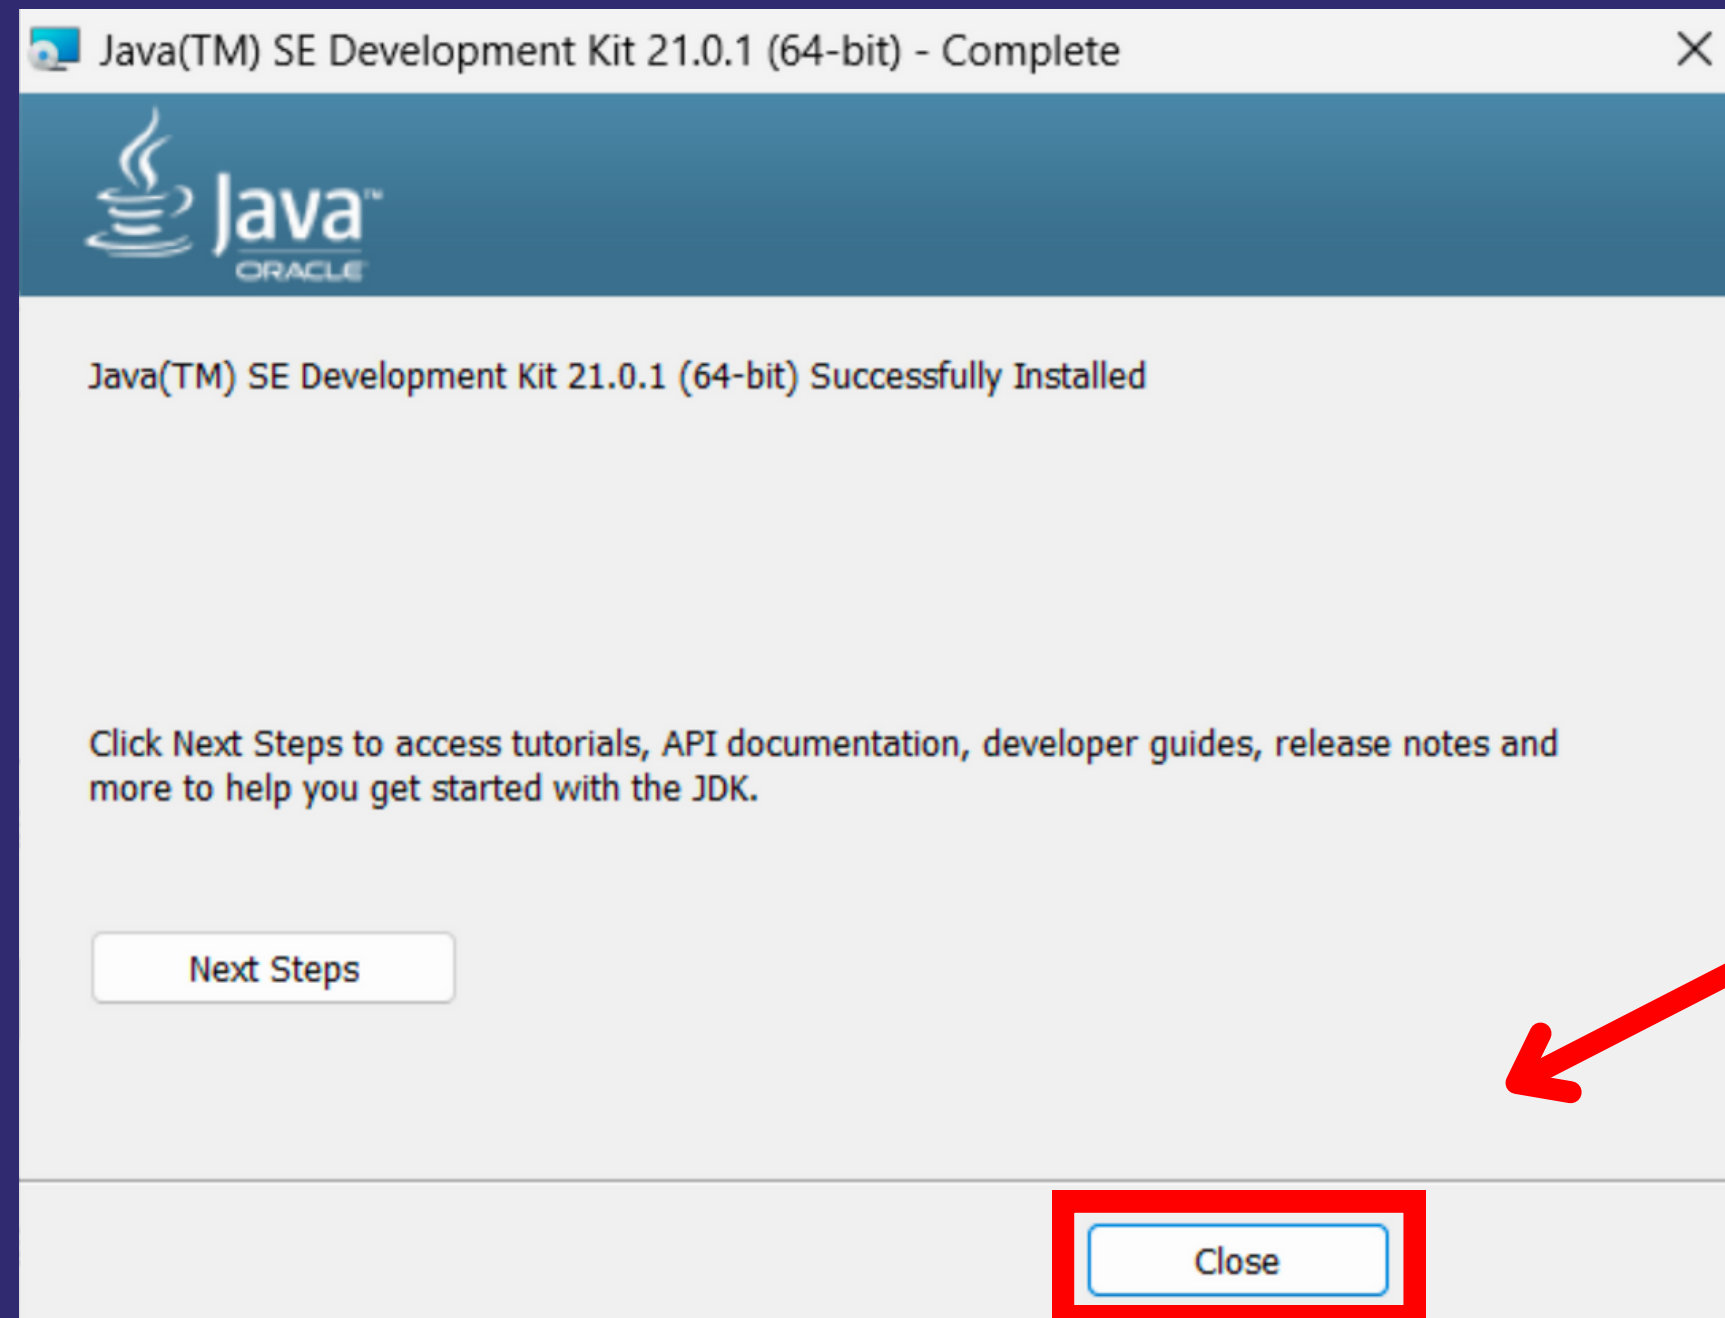 Java(TM) SE Development Kit 21.0.1 (64-bit) - Complete
Java™
ORACLE
Java(TM) SE Development Kit 21.0.1 (64-bit) Successfully Installed
Click Next Steps to access tutorials, API documentation, developer guides, release notes and
more to help you get started with the JDK.
Next Steps
Close